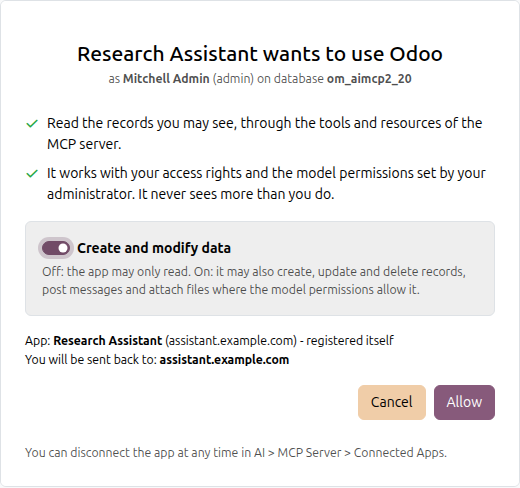 Research Assistant wants to use Odoo
as Mitchell Admin (admin) on database om_aimcp2_20
Read the records you may see, through the tools and resources of the
MCP server.
It works with your access rights and the model permissions set by your
administrator. It never sees more than you do.
Create and modify data
Off: the app may only read. On: it may also create, update and delete records,
post messages and attach files where the model permissions allow it.
App: Research Assistant (assistant.example.com) - registered itself
You will be sent back to: assistant.example.com
Cancel
Allow
You can disconnect the app at any time in AI > MCP Server > Connected Apps.